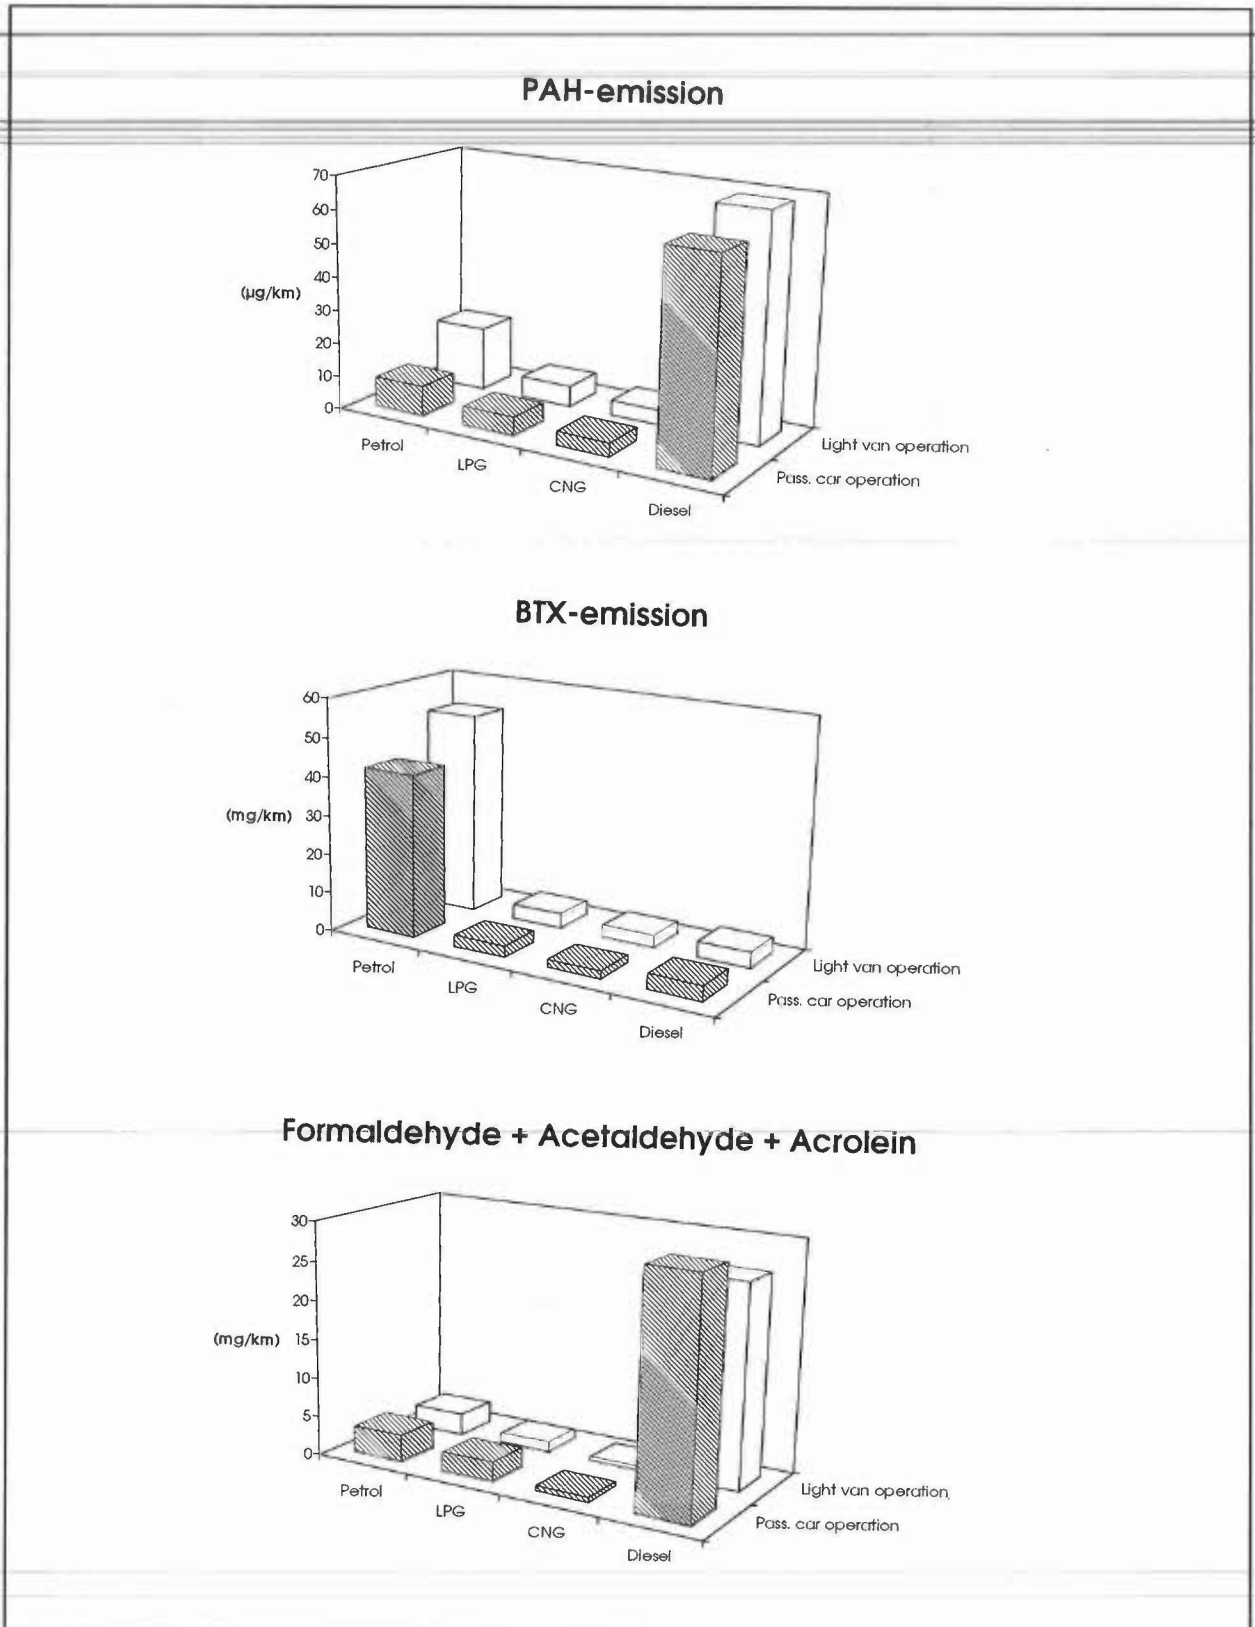 PAH-emission
70
60
50
40
(µg/km)
30
20
10
0
Petrol
LPG
CNG
Diesel
Light van operation
Pass. car operation
BTX-emission
60
50
40
(mg/km)
30
20
10
0
Petrol
LPG
CNG
Diesel
Light van operation
Pass. car operation
Formaldehyde + Acetaldehyde + Acrolein
30
25
20
(mg/km)
15
10
5
0
Petrol
LPG
CNG
Diesel
Light van operation
Pass. car operation